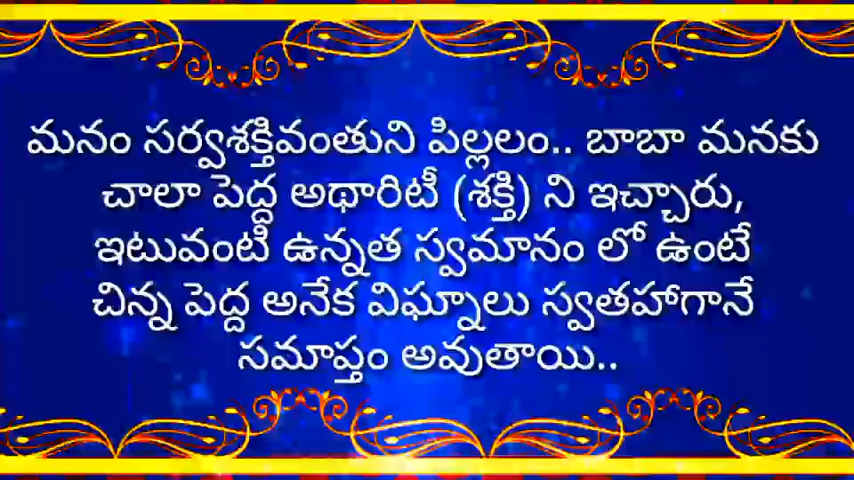 మనం సర్వశక్తివంతుని పిల్లలం.. బాబా మనకు
చాలా పెద్ద అథారిటీ (శక్తి) ని ఇచ్చారు,
ఇటువంటి ఉన్నత స్వమానం లో ఉంటే
చిన్న పెద్ద అనేక విఘ్నాలు స్వతహాగానే
సమాప్తం అవుతాయి..